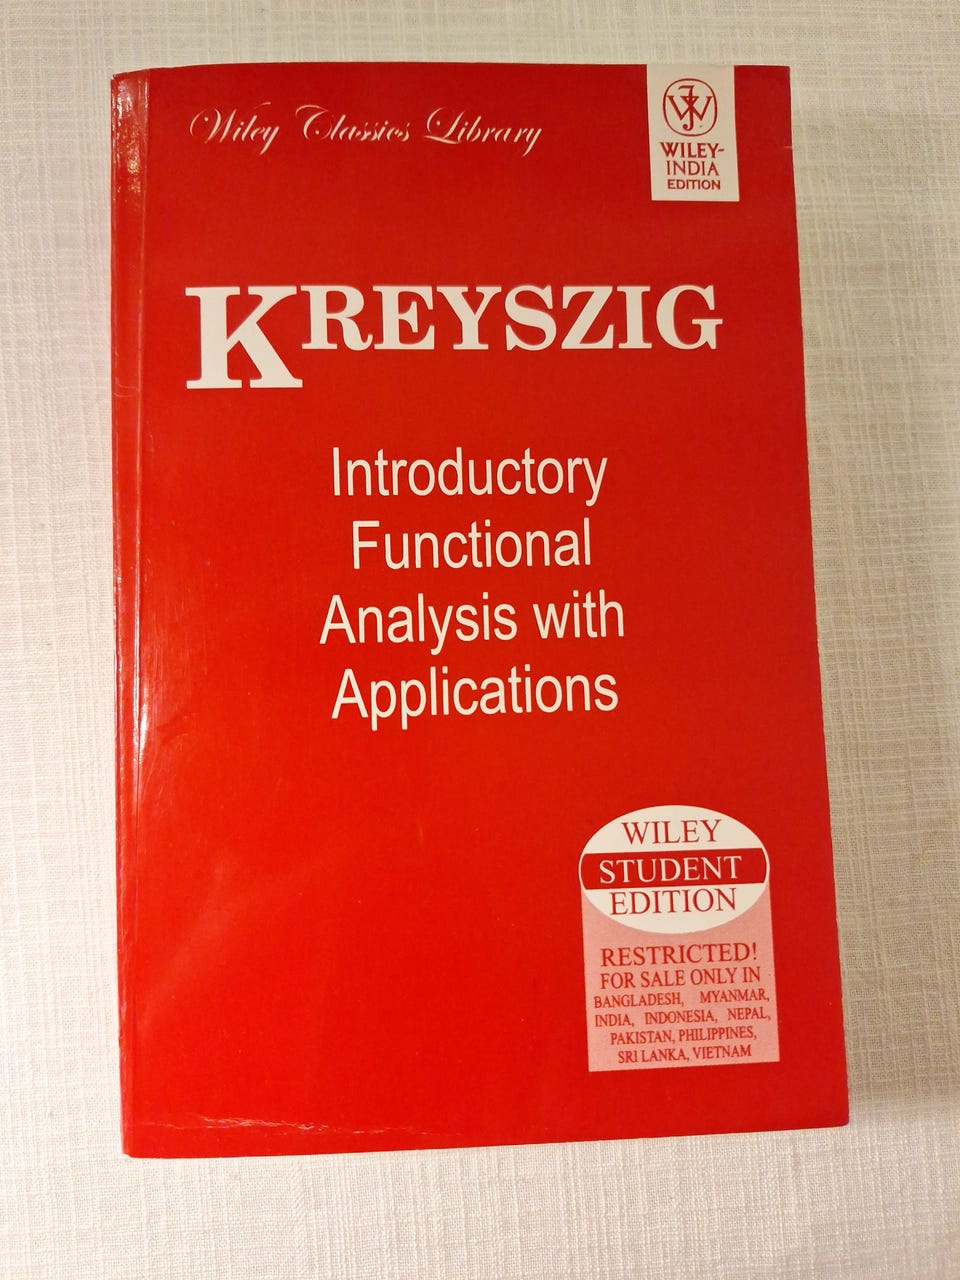 Wiley Classics Library
WILEY-
INDIA
EDITION
KREYSZIG
Introductory
Functional
Analysis with
Applications
WILEY
STUDENT
EDITION
RESTRICTED!
FOR SALE ONLY IN
BANGLADESH, MYANMAR,
INDIA, INDONESIA, NEPAL,
PAKISTAN, PHILIPPINES,
SRI LANKA, VIETNAM